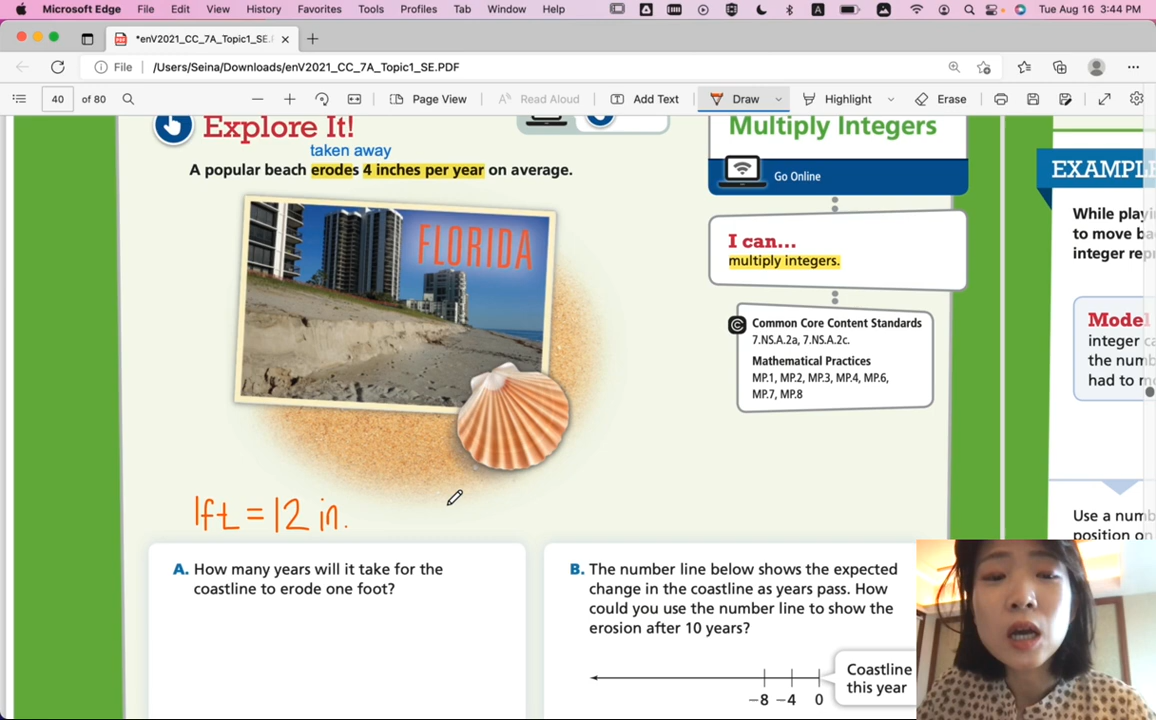 Microsoft Edge File Edit View History Favorites Tools Profiles Tab Window Help A Tue Aug 16 3:44 PM
*enV2021_CC_7A_Topic1_SE.
File /Users/Seina/Downloads/enV2021_CC_7A_Topic1_SE.PDF
40 of 80 Page View Read Aloud Add Text Draw Highlight Erase
Explore It!
taken away
A popular beach erodes 4 inches per year on average.
FLORIDA
1ft = 12 in.
A. How many years will it take for the
coastline to erode one foot?
B. The number line below shows the expected
change in the coastline as years pass. How
could you use the number line to show the
erosion after 10 years?
−8 −4 0
Coastline
this year
Multiply Integers
Go Online
I can...
multiply integers.
Common Core Content Standards
7.NS.A.2a, 7.NS.A.2c.
Mathematical Practices
MP.1, MP.2, MP.3, MP.4, MP.6,
MP.7, MP.8
EXAMPL
While playi
to move ba
integer rep
Model
integer ca
the numb
had to m
Use a numb
position on